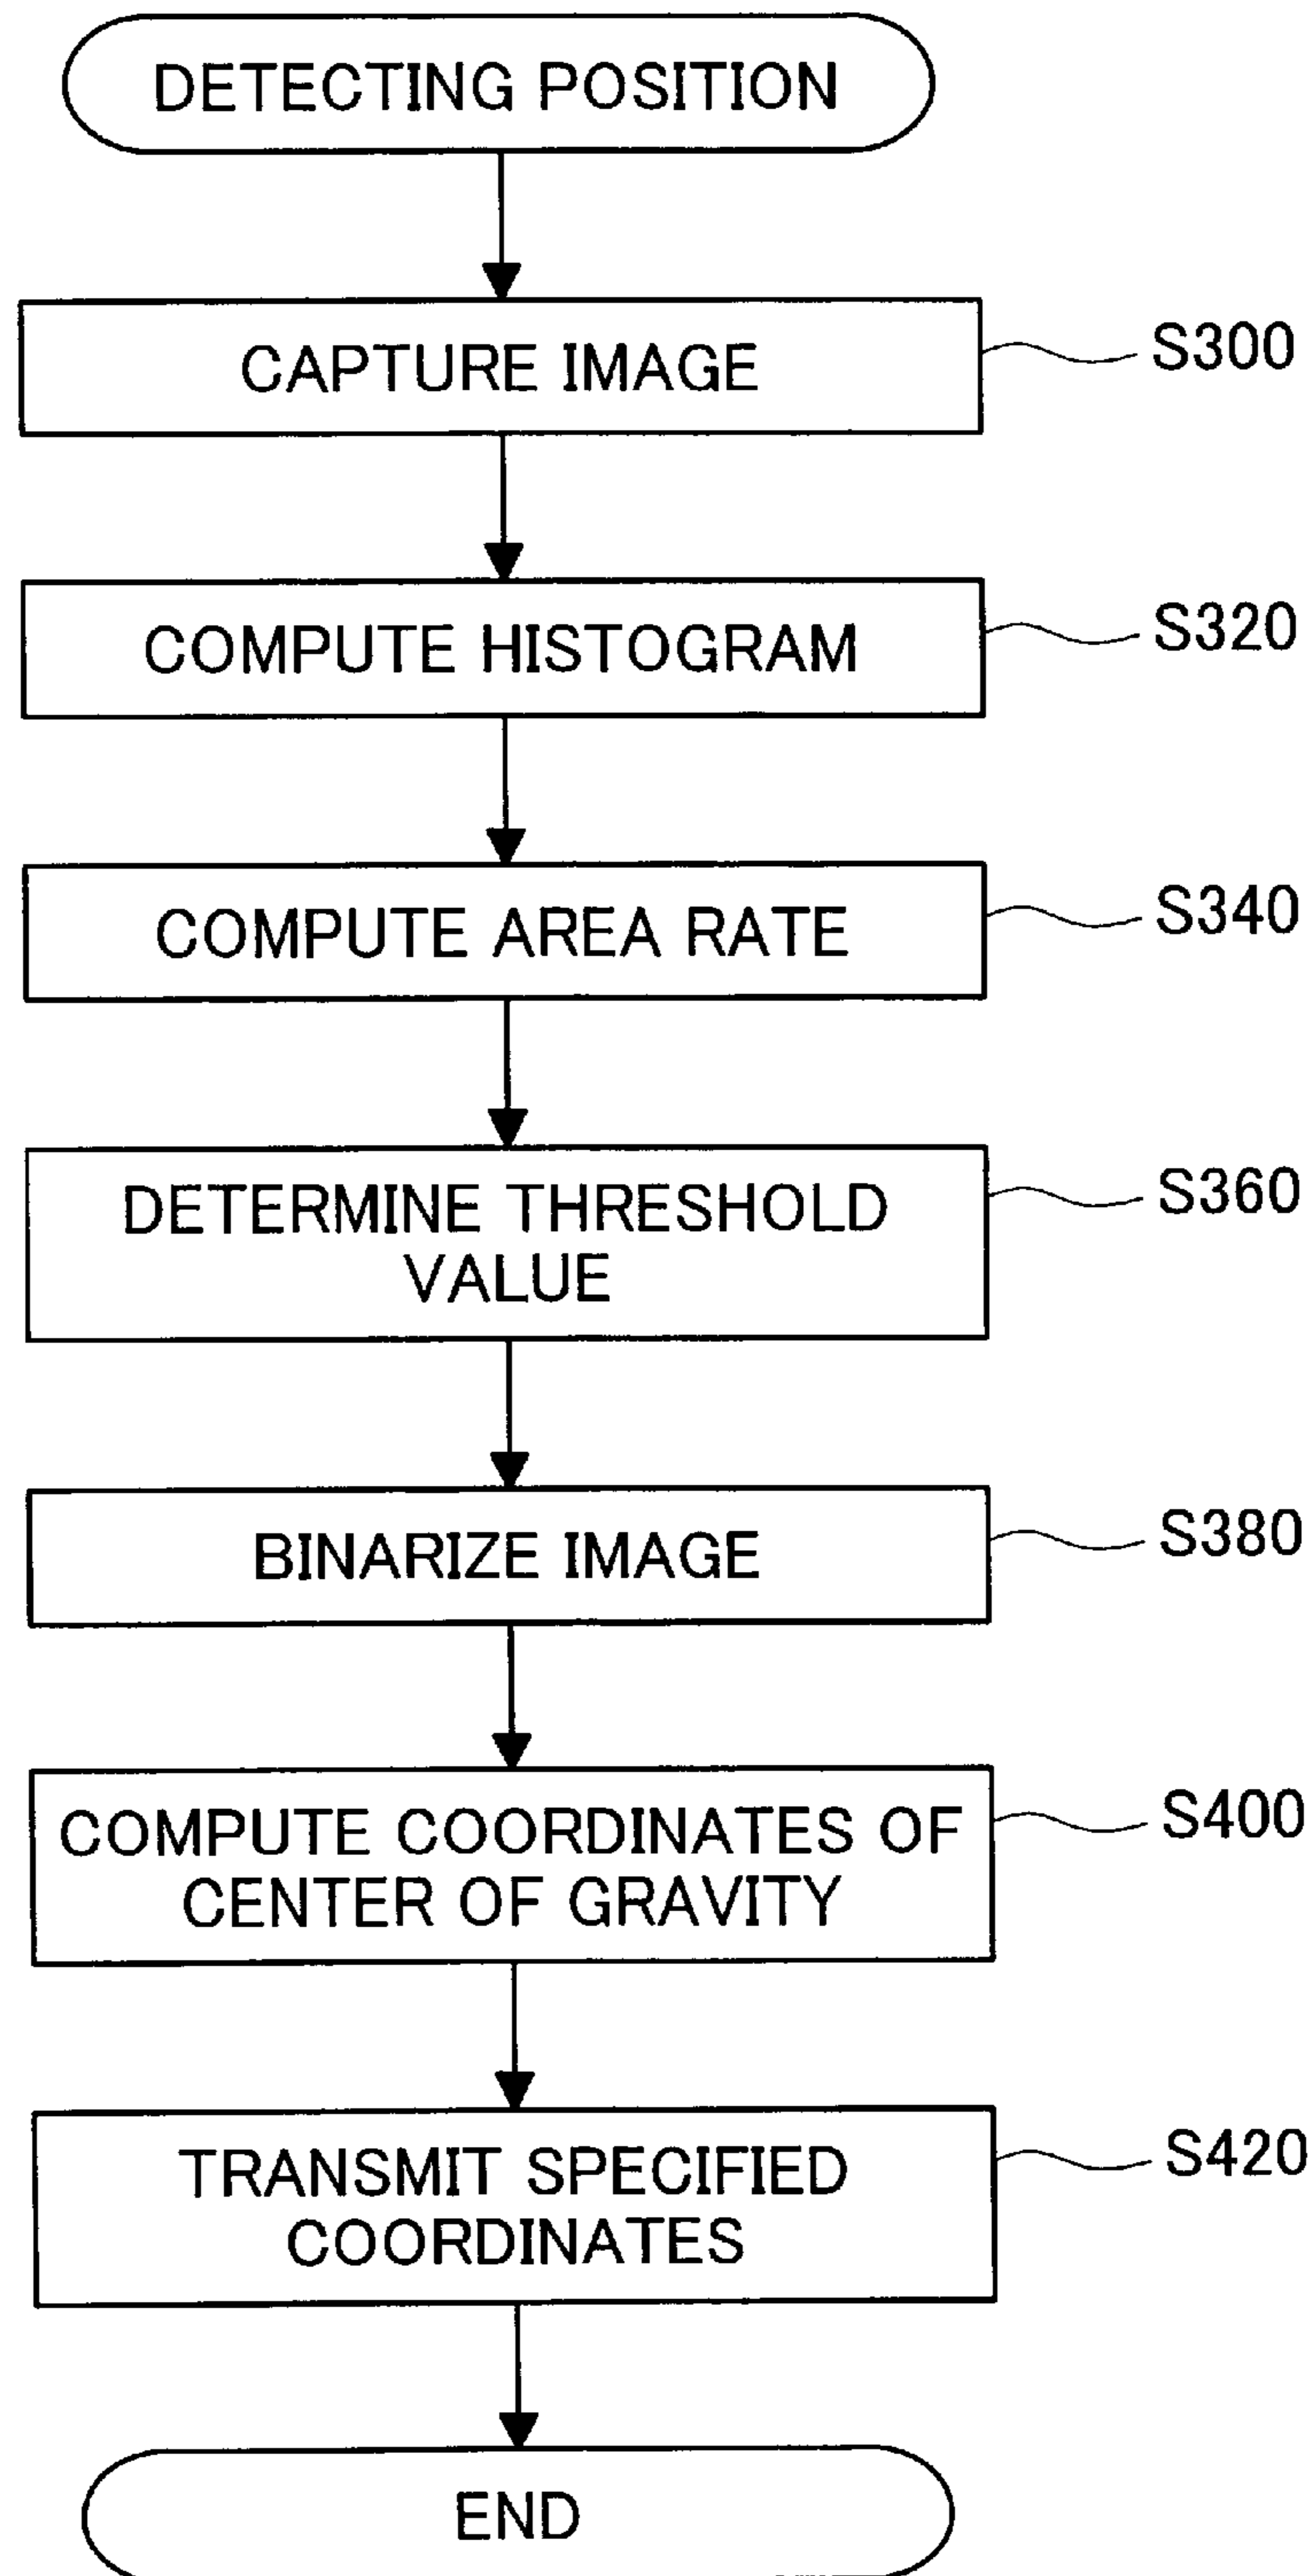 DETECTING POSITION
CAPTURE IMAGE
S300
COMPUTE HISTOGRAM
S320
COMPUTE AREA RATE
S340
DETERMINE THRESHOLD
VALUE
S360
BINARIZE IMAGE
S380
COMPUTE COORDINATES OF
CENTER OF GRAVITY
S400
TRANSMIT SPECIFIED
COORDINATES
S420
END